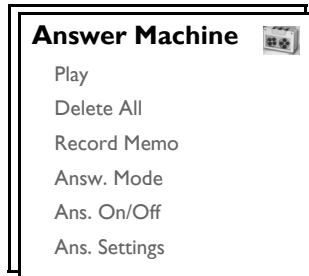 Answer Machine
Play
Delete All
Record Memo
Answ. Mode
Ans. On/Off
Ans. Settings